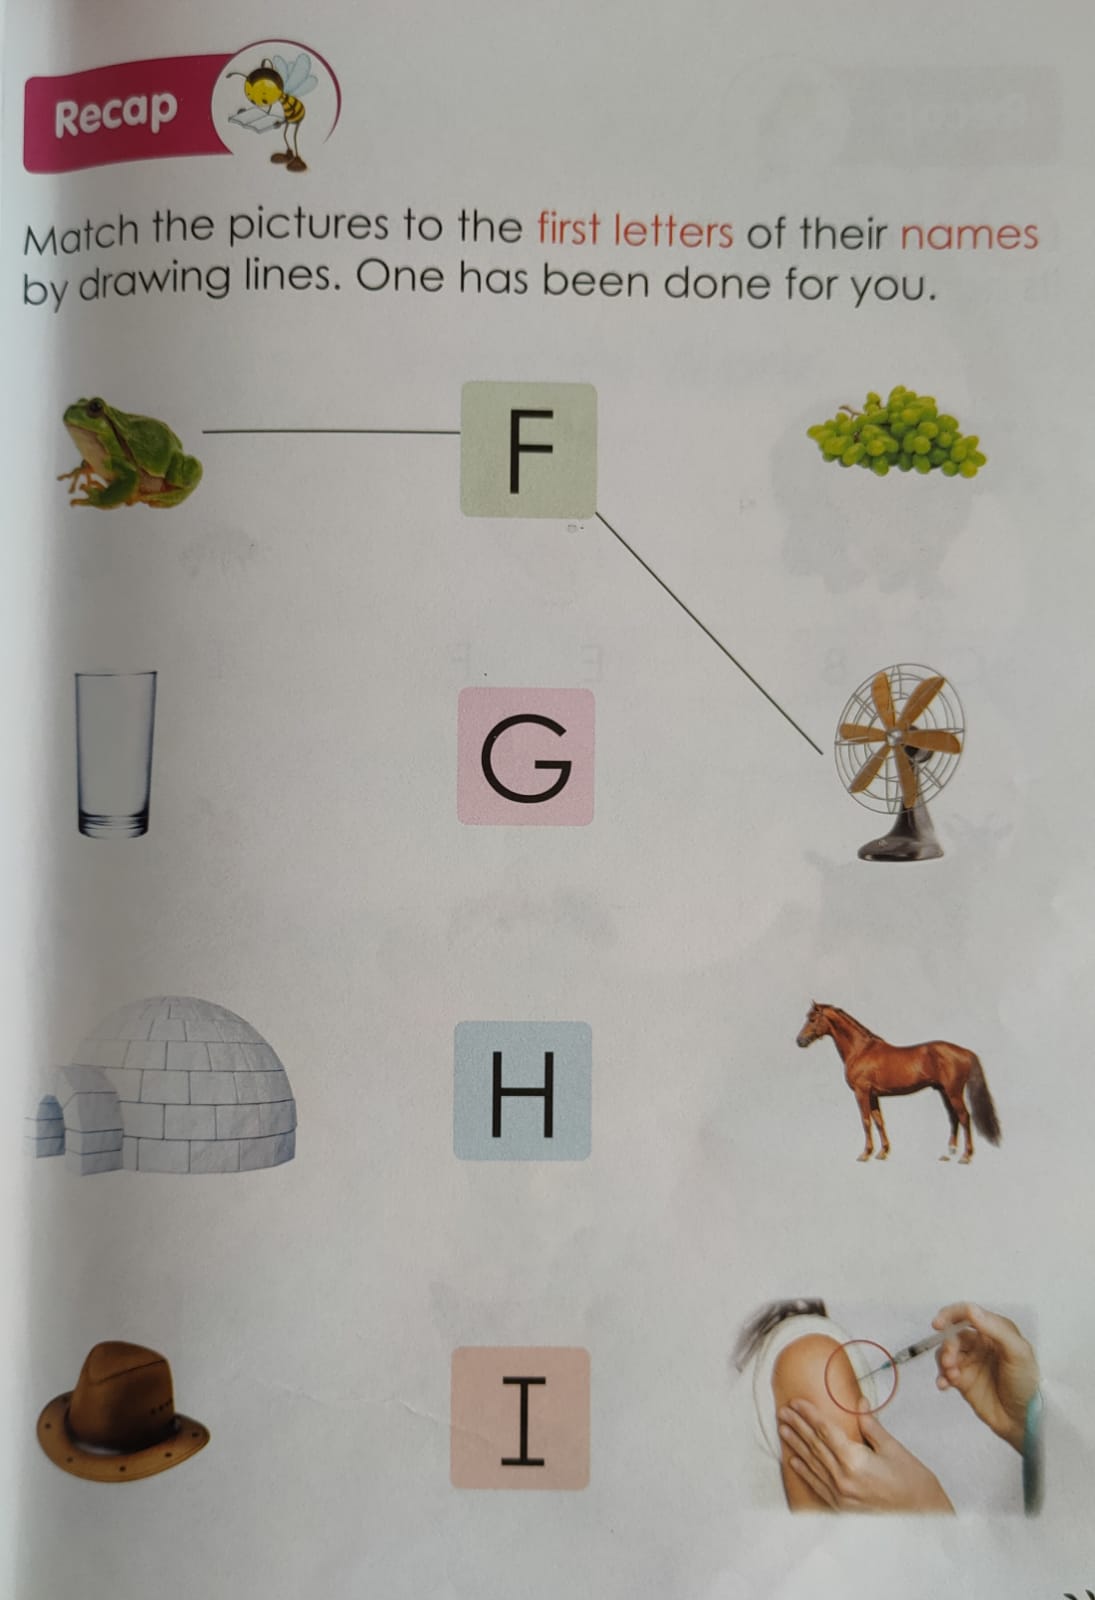 Recap
Match the pictures to the first letters of their names
by drawing lines. One has been done for you.
F
G
H
I